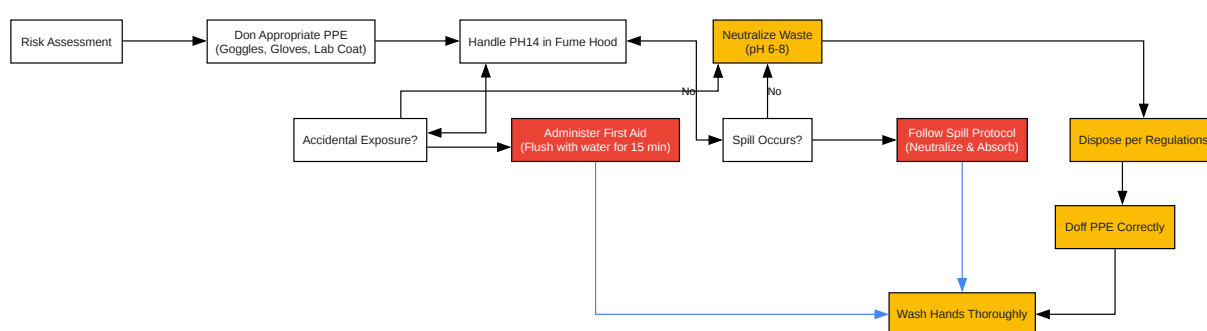 Risk Assessment
Don Appropriate PPE
(Goggles, Gloves, Lab Coat)
Handle PH14 in Fume Hood
Neutralize Waste
(pH 6-8)
No
No
Accidental Exposure?
Administer First Aid
(Flush with water for 15 min)
Spill Occurs?
Follow Spill Protocol
(Neutralize & Absorb)
Dispose per Regulations
Doff PPE Correctly
Wash Hands Thoroughly